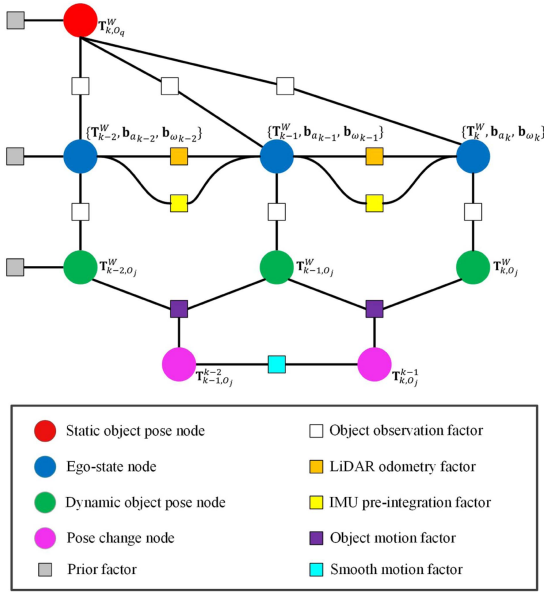 T^W_{k,O_q}
{T^W_{k-2}, b_{a_{k-2}}, b_{ω_{k-2}}}
{T^W_{k-1}, b_{a_{k-1}}, b_{ω_{k-1}}}
{T^W_k, b_{a_k}, b_{ω_k}}
T^W_{k-2,O_j}
T^W_{k-1,O_j}
T^W_{k,O_j}
T^{k-2}_{k-1,O_j}
T^{k-1}_{k,O_j}
Static object pose node
Object observation factor
Ego-state node
LiDAR odometry factor
Dynamic object pose node
IMU pre-integration factor
Pose change node
Object motion factor
Prior factor
Smooth motion factor